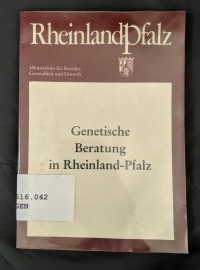 RheinlandPfalz
Ministerium für Soziales,
Gesundheit und Umwelt
Genetische
Beratung
in Rheinland-Pfalz
616.042